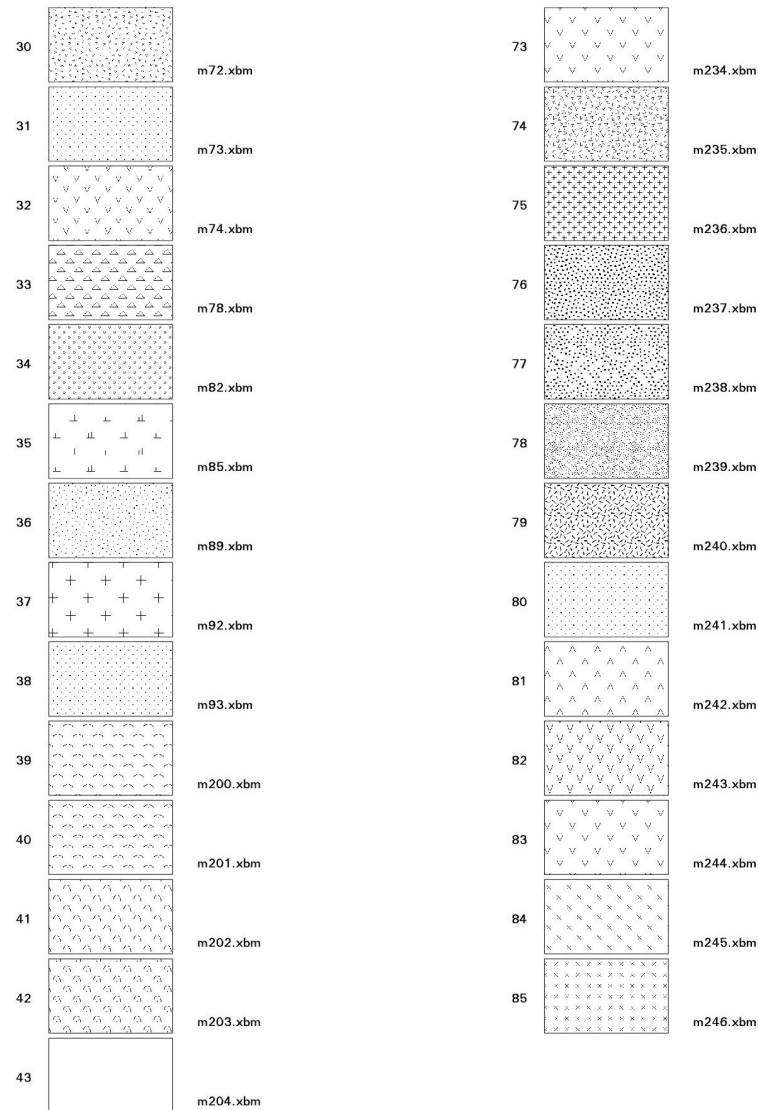 30 m72.xbm
31 m73.xbm
32 m74.xbm
33 m78.xbm
34 m82.xbm
35 m85.xbm
36 m89.xbm
37 m92.xbm
38 m93.xbm
39 m200.xbm
40 m201.xbm
41 m202.xbm
42 m203.xbm
43 m204.xbm
73 m234.xbm
74 m235.xbm
75 m236.xbm
76 m237.xbm
77 m238.xbm
78 m239.xbm
79 m240.xbm
80 m241.xbm
81 m242.xbm
82 m243.xbm
83 m244.xbm
84 m245.xbm
85 m246.xbm